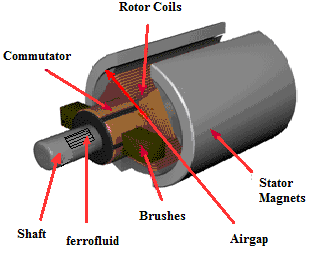 Rotor Coils
Commutator
Stator
Magnets
Brushes
Shaft
ferrofluid
Airgap